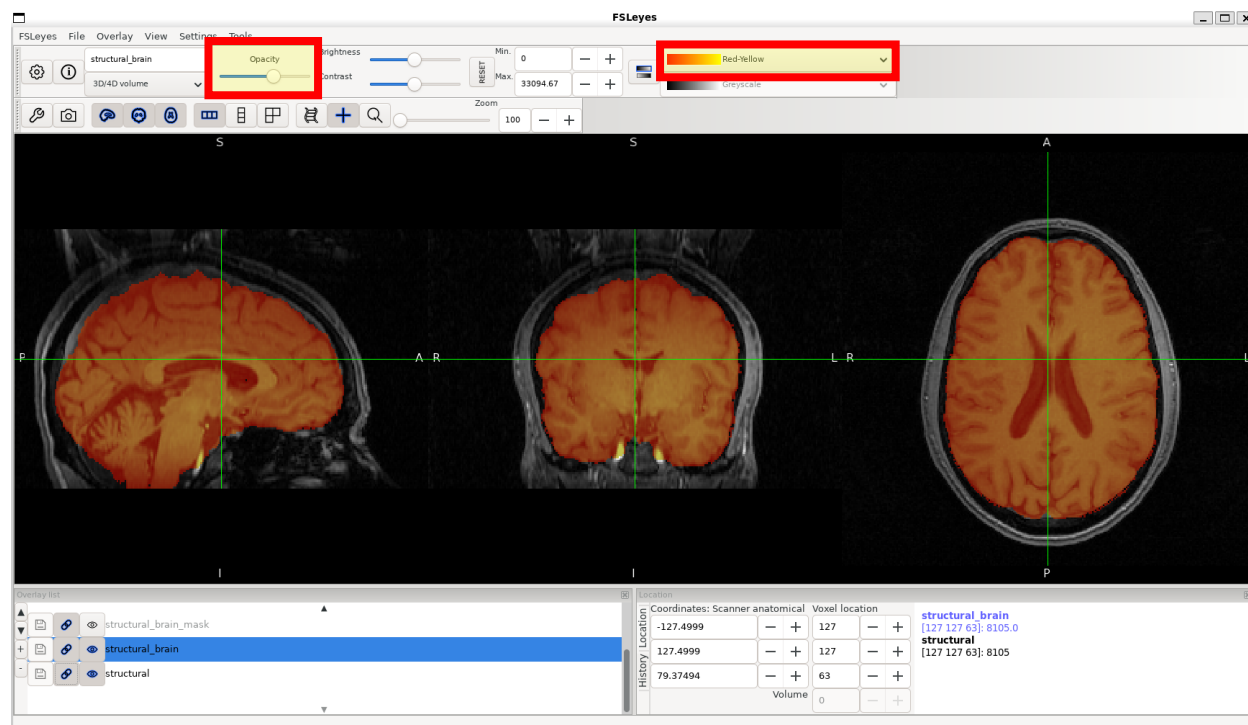 FSLeyes
FSLeyes File Overlay View Settings Tools
structural_brain
Opacity
Brightness
Min.
0
Red-Yellow
3D/4D volume
Contrast
RESET
Max.
33094.67
Greyscale
Zoom
100
S S A
P A R L R L
I I P
Overlay list
structural_brain_mask
structural_brain
structural
Location
History Location
Coordinates: Scanner anatomical Voxel location
-127.4999 127
127.4999 127
79.37494 63
Volume 0
structural_brain
[127 127 63]: 8105.0
structural
[127 127 63]: 8105